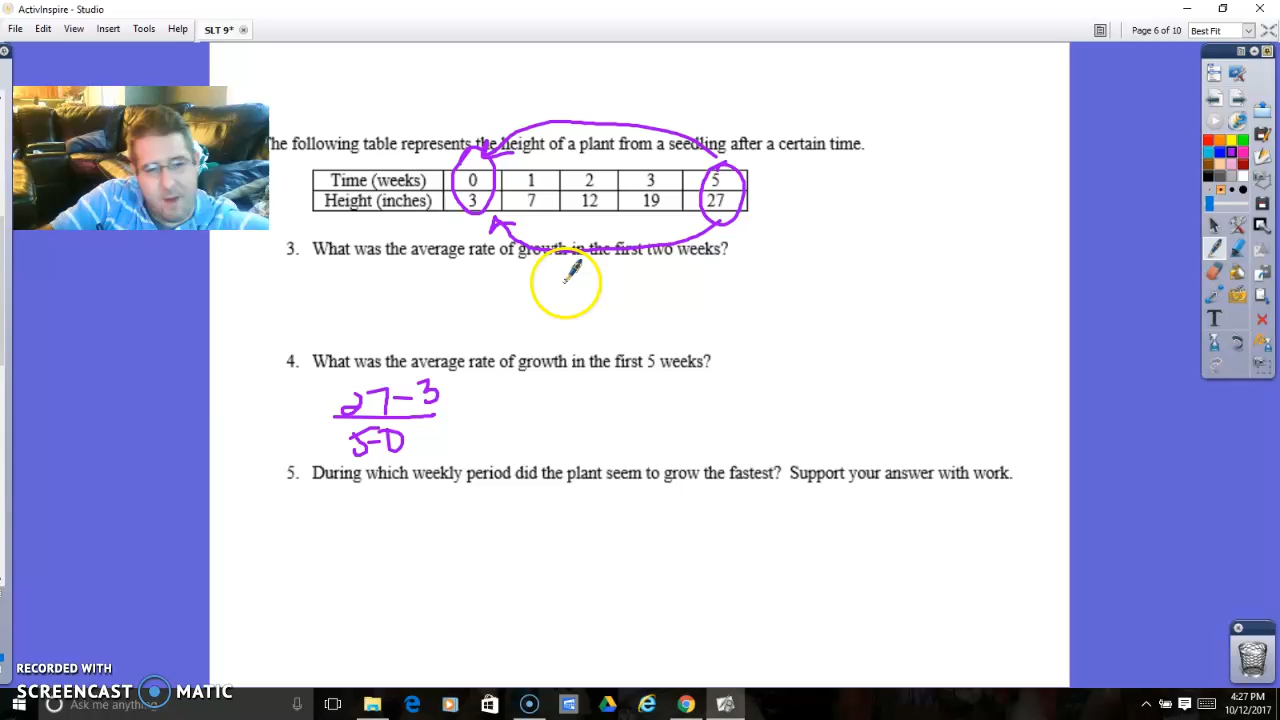 ActivInspire - Studio
File Edit View Insert Tools Help SLT 9* Page 6 of 10 Best Fit
The following table represents the height of a plant from a seedling after a certain time.
Time (weeks) 0 1 2 3 5
Height (inches) 3 7 12 19 27
3. What was the average rate of growth in the first two weeks?
4. What was the average rate of growth in the first 5 weeks?
27-3
5-0
5. During which weekly period did the plant seem to grow the fastest? Support your answer with work.
RECORDED WITH
SCREENCAST MATIC
Ask me anything
4:27 PM
10/12/2017